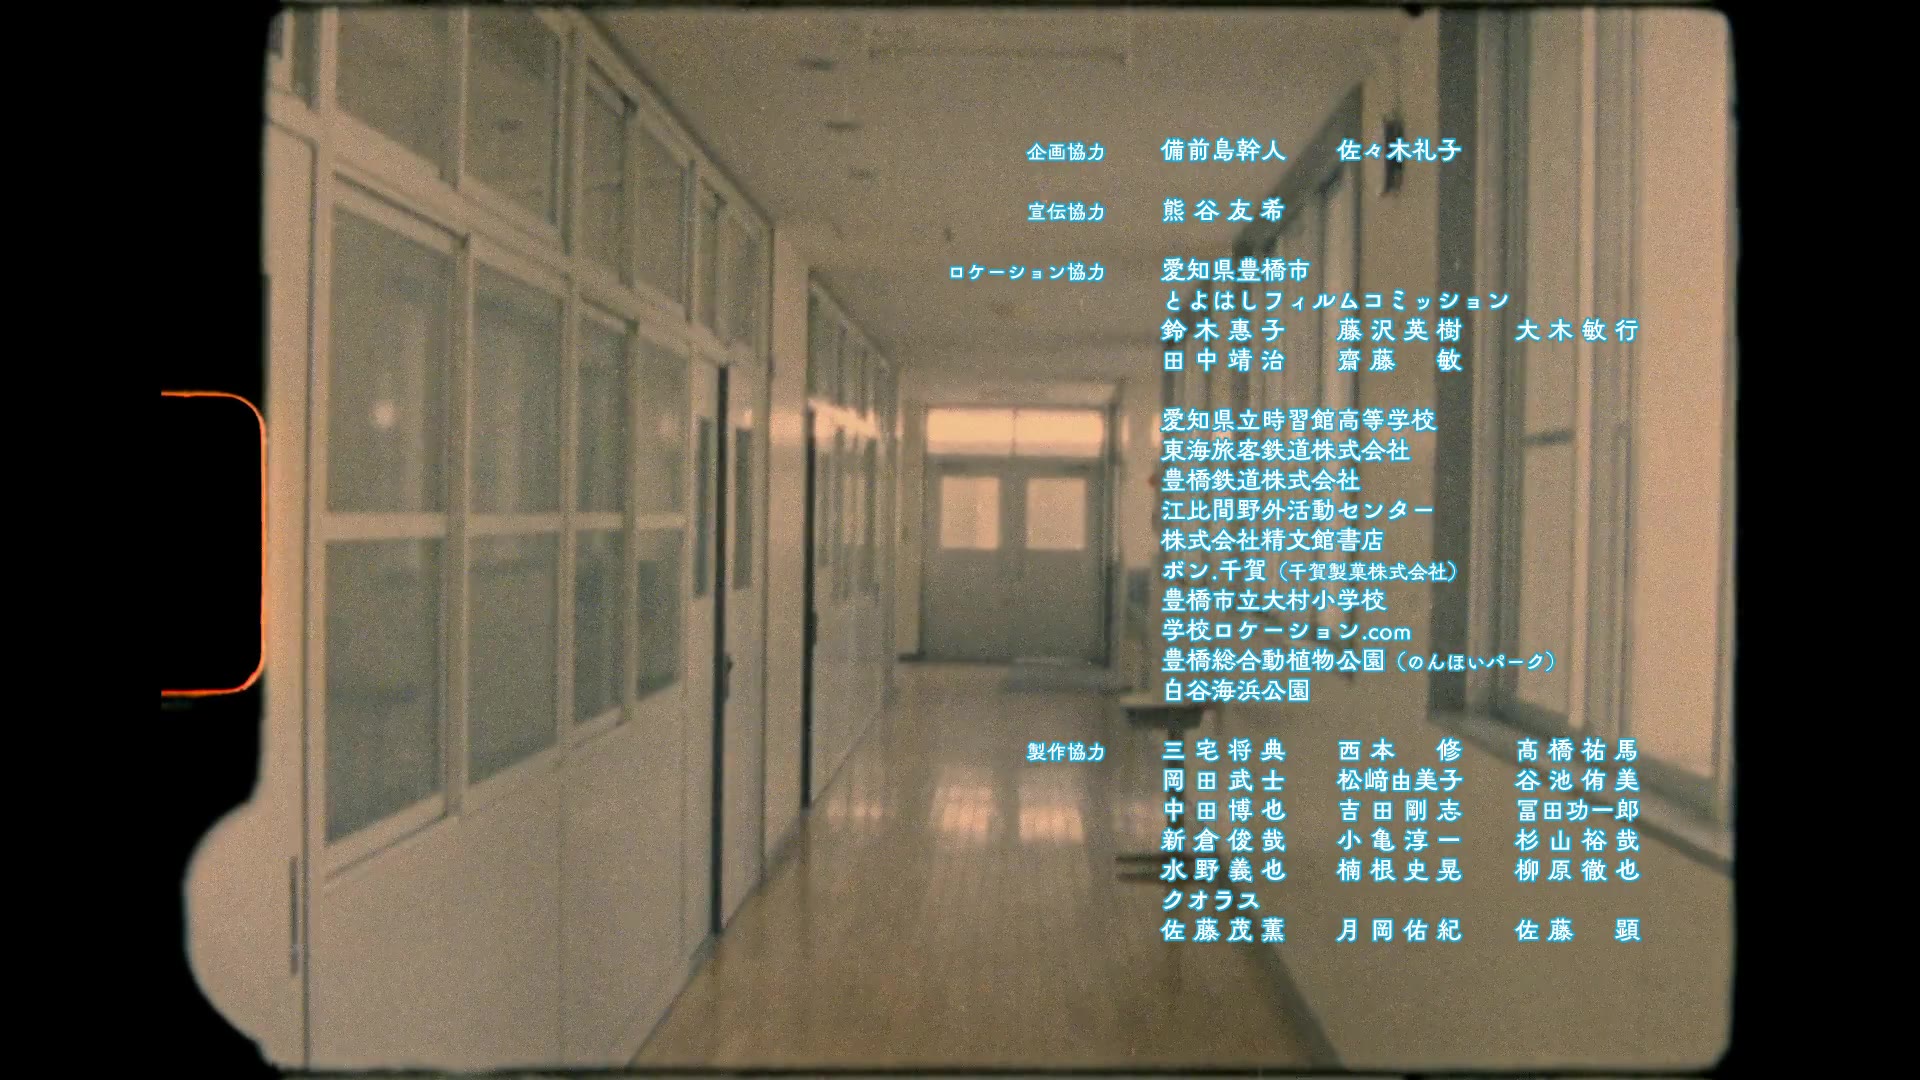 企画協力 備前島幹人 佐々木礼子
宣伝協力 熊谷友希
ロケーション協力 愛知県豊橋市
とよはしフィルムコミッション
鈴木惠子 藤沢英樹 大木敏行
田中靖治 齋藤 敏
愛知県立時習館高等学校
東海旅客鉄道株式会社
豊橋鉄道株式会社
江比間野外活動センター
株式会社精文館書店
ボン.千賀(千賀製菓株式会社)
豊橋市立大村小学校
学校ロケーション.com
豊橋総合動植物公園(のんほいパーク)
白谷海浜公園
製作協力 三宅将典 西本 修 髙橋祐馬
岡田武士 松﨑由美子 谷池侑美
中田博也 吉田剛志 冨田功一郎
新倉俊哉 小亀淳一 杉山裕哉
水野義也 楠根史晃 柳原徹也
クオラス
佐藤茂薫 月岡佑紀 佐藤 顕